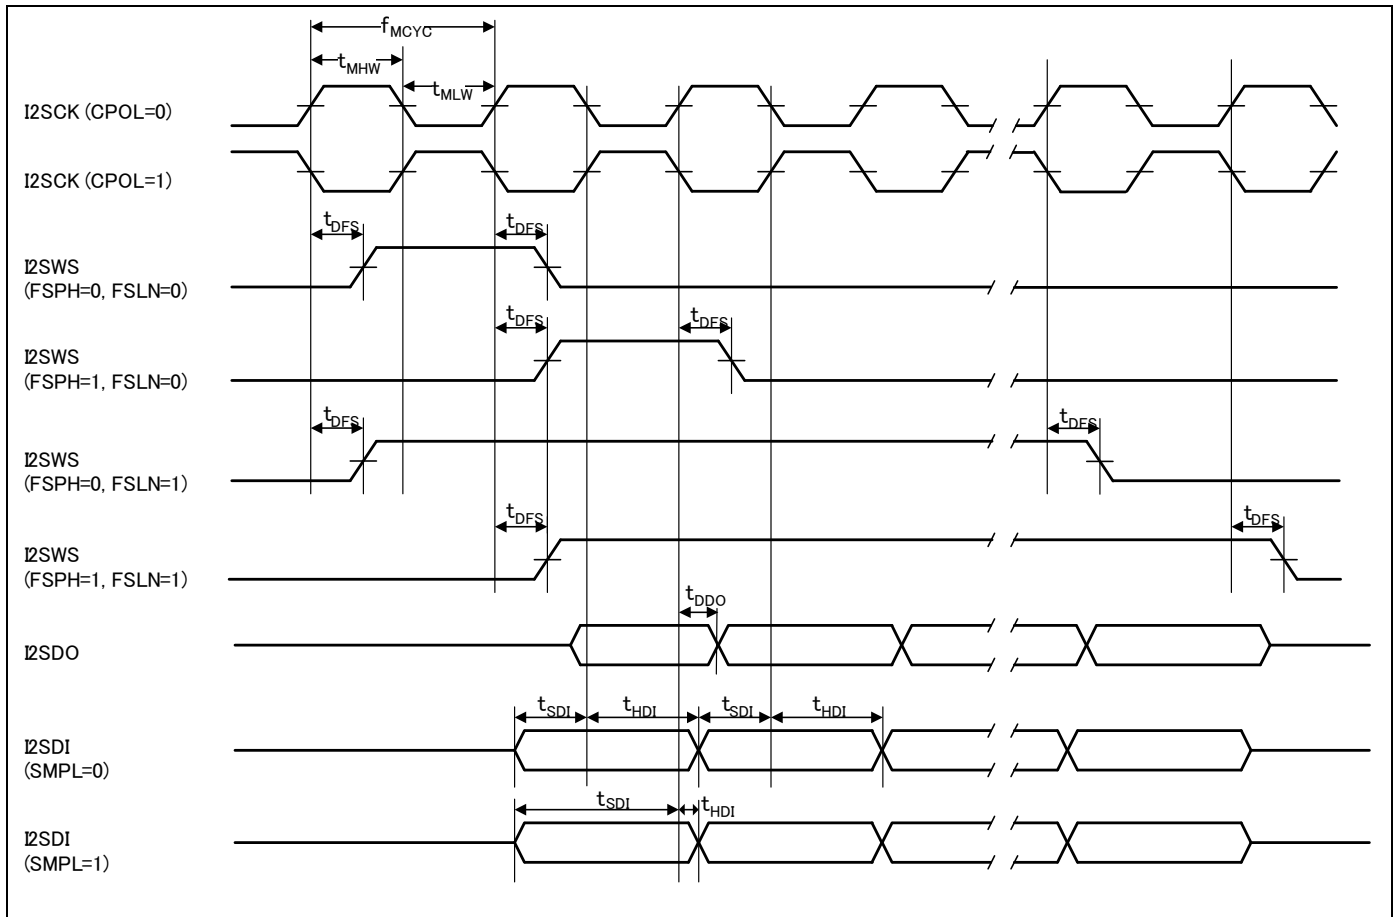 fMCYC
tMHW
tMLW
I2SCK (CPOL=0)
I2SCK (CPOL=1)
tDFS tDFS
I2SWS
(FSPH=0, FSLN=0)
tDFS tDFS
I2SWS
(FSPH=1, FSLN=0)
tDFS tDFS
I2SWS
(FSPH=0, FSLN=1)
tDFS tDFS
I2SWS
(FSPH=1, FSLN=1)
tDDO
I2SDO
tSDI tHDI tSDI tHDI
I2SDI
(SMPL=0)
tSDI tHDI
I2SDI
(SMPL=1)